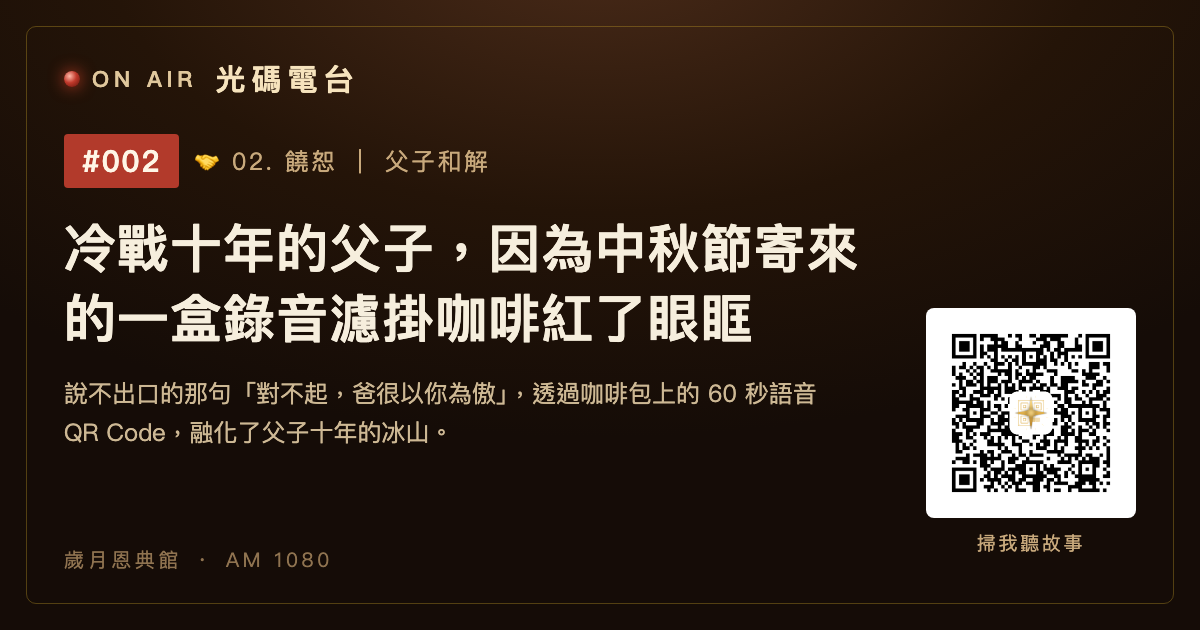 ON AIR 光碼電台
#002 02. 饒恕 | 父子和解
冷戰十年的父子，因為中秋節寄來
的一盒錄音濾掛咖啡紅了眼眶
說不出口的那句「對不起，爸很以你為傲」，透過咖啡包上的 60 秒語音
QR Code，融化了父子十年的冰山。
掃我聽故事
歲月恩典館 · AM 1080